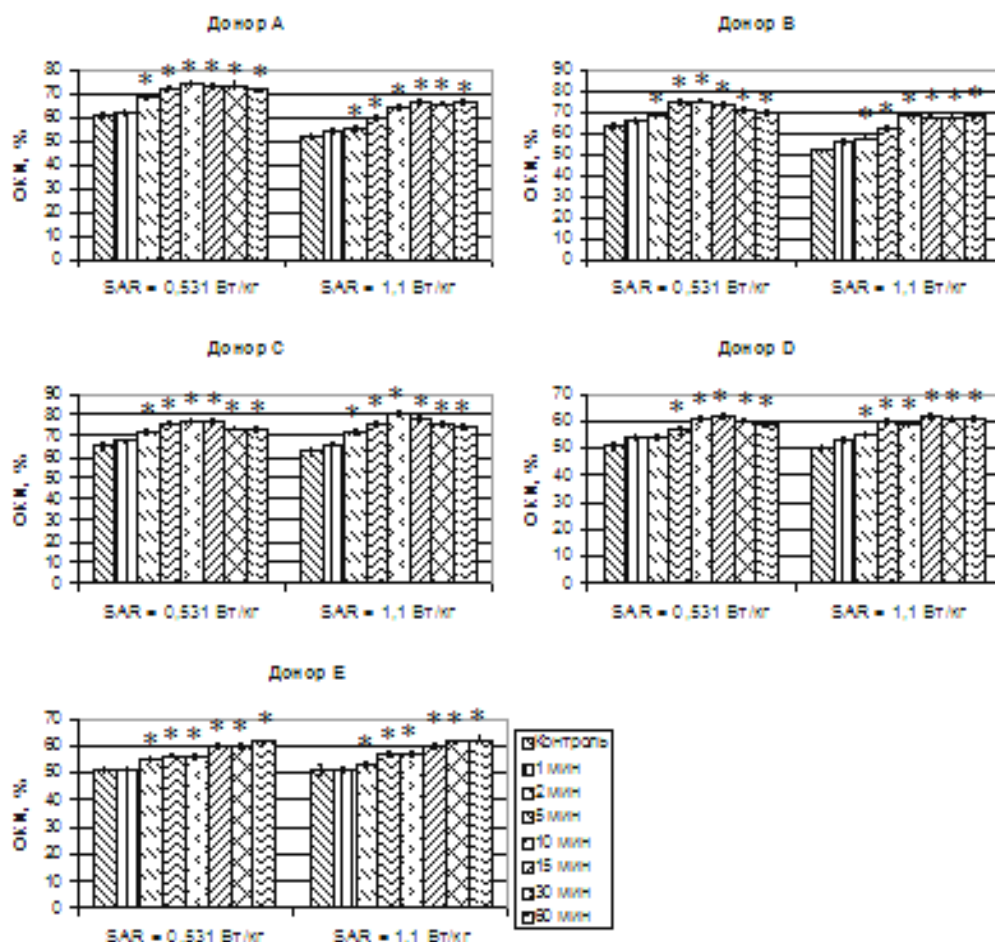 Донор A
Донор B
ОКИ, %
80
70
60
50
40
30
20
10
0
SAR = 0,531 Вт/кг
SAR = 1,1 Вт/кг
ОКИ, %
90
80
70
60
50
40
30
20
10
0
SAR = 0,531 Вт/кг
SAR = 1,1 Вт/кг
Донор C
Донор D
ОКИ, %
90
80
70
60
50
40
30
20
10
0
SAR = 0,531 Вт/кг
SAR = 1,1 Вт/кг
ОКИ, %
70
60
50
40
30
20
10
0
SAR = 0,531 Вт/кг
SAR = 1,1 Вт/кг
Донор E
ОКИ, %
70
60
50
40
30
20
10
0
SAR = 0,531 Вт/кг
SAR = 1,1 Вт/кг
Контроль
1 мин
2 мин
5 мин
10 мин
15 мин
30 мин
60 мин